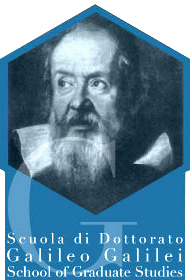 G
Scuola di Dottorato
Galileo Galilei
School of Graduate Studies